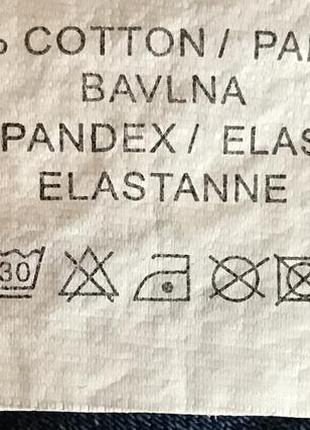 % COTTON / PA
BAVLNA
PANDEX / ELAS
ELASTANNE
30